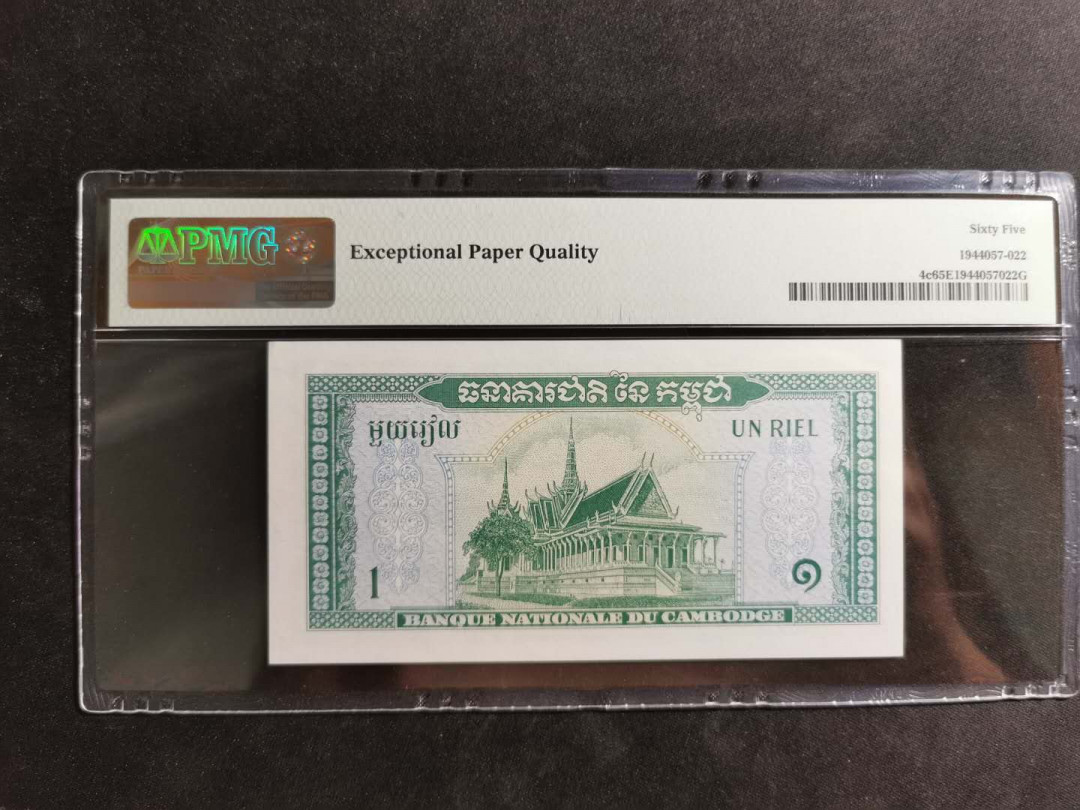 PMG
Exceptional Paper Quality
Sixty Five
1944057-022
4c65E1944057022G
ធនាគារជាតិ នៃ កម្ពុជា
មួយរៀល
UN RIEL
1
១
BANQUE NATIONALE DU CAMBODGE